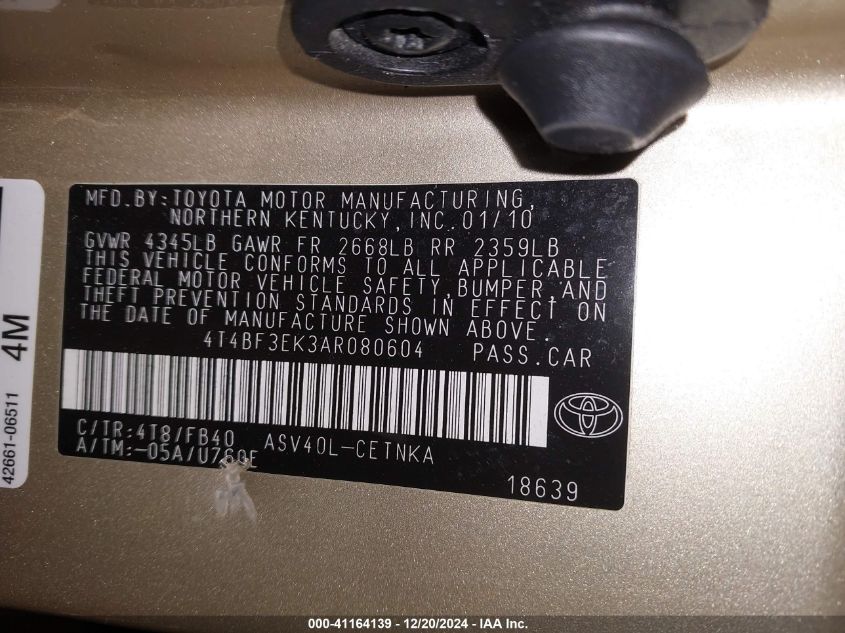 MFD.BY:TOYOTA MOTOR MANUFACTURING,
NORTHERN KENTUCKY,INC.01/10
GVWR 4345LB GAWR FR 2668LB RR 2359LB
THIS VEHICLE CONFORMS TO ALL APPLICABLE
FEDERAL MOTOR VEHICLE SAFETY,BUMPER,AND
THEFT PREVENTION STANDARDS IN EFFECT ON
THE DATE OF MANUFACTURE SHOWN ABOVE.
4T4BF3EK3AR080604 PASS.CAR
C/TR:4T8/FB40 ASV40L-CETNKA
A/TM:-05A/U760E
18639
42661-06511 4M
000-41164139 - 12/20/2024 - IAA Inc.